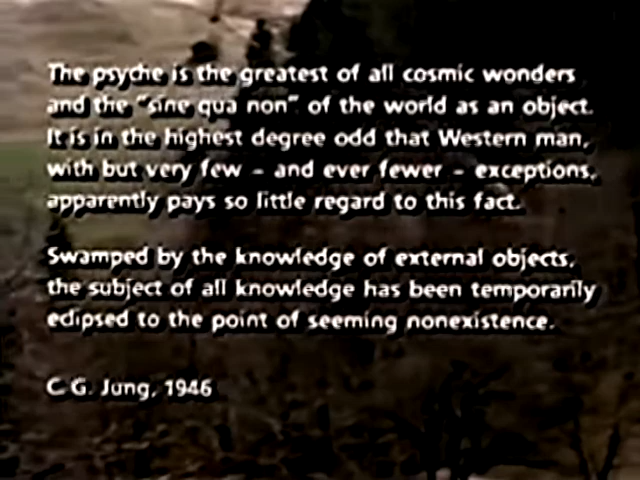 The psyche is the greatest of all cosmic wonders
and the "sine qua non" of the world as an object.
It is in the highest degree odd that Western man,
with but very few - and ever fewer - exceptions,
apparently pays so little regard to this fact.
Swamped by the knowledge of external objects,
the subject of all knowledge has been temporarily
eclipsed to the point of seeming nonexistence.
C.G. Jung, 1946